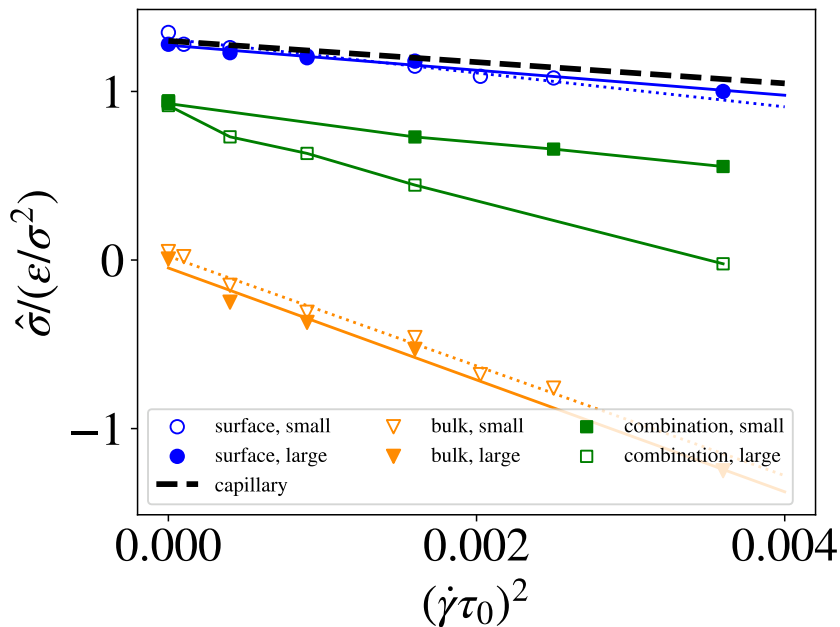 σ̂/(ε/σ²)
1
0
−1
surface, small
surface, large
capillary
bulk, small
bulk, large
combination, small
combination, large
0.000 0.002 0.004
(γ̇τ₀)²